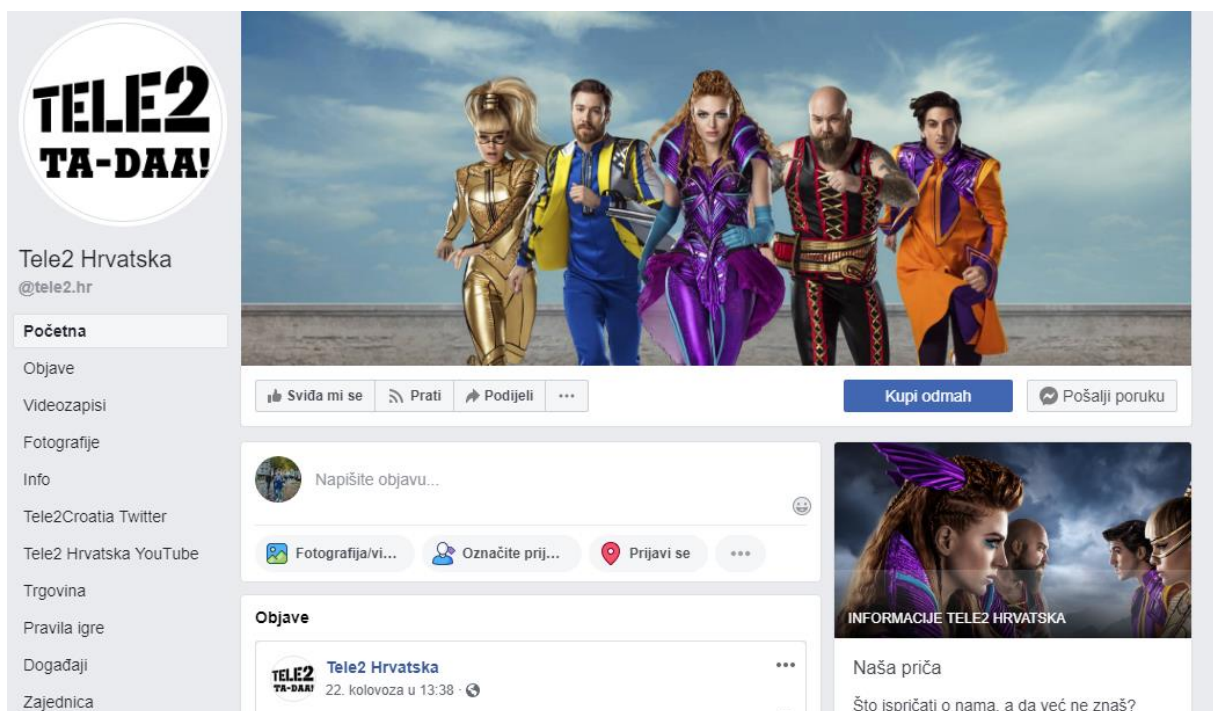 TELE2
TA-DAA!
Tele2 Hrvatska
@tele2.hr
Početna
Objave
Videozapisi
Fotografije
Info
Tele2Croatia Twitter
Tele2 Hrvatska YouTube
Trgovina
Pravila igre
Događaji
Zajednica
Sviđa mi se
Prati
Podijeli
...
Kupi odmah
Pošalji poruku
Napišite objavu...
Fotografija/vi...
Označite prij...
Prijavi se
...
Objave
TELE2
TA-DAA!
Tele2 Hrvatska
...
22. kolovoza u 13:38 ·
INFORMACIJE TELE2 HRVATSKA
Naša priča
Što ispričati o nama, a da već ne znaš?